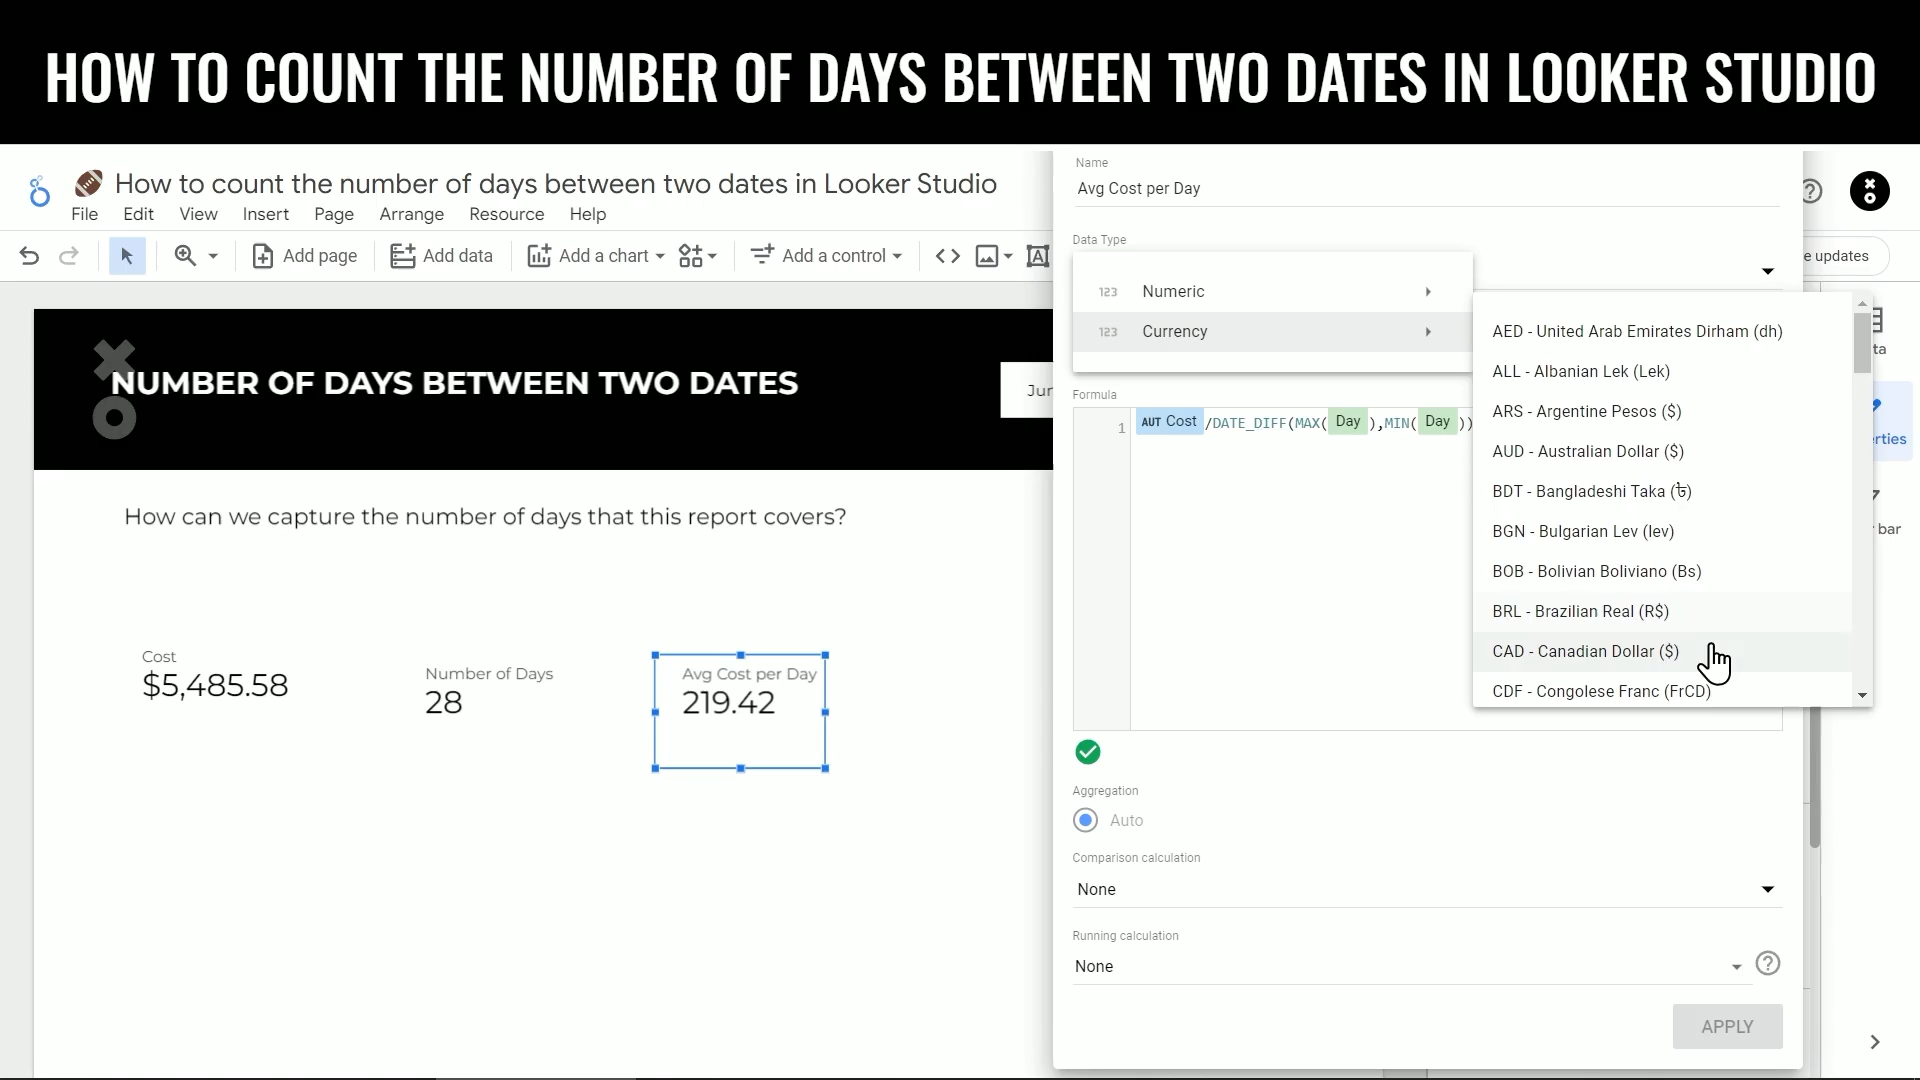 HOW TO COUNT THE NUMBER OF DAYS BETWEEN TWO DATES IN LOOKER STUDIO
How to count the number of days between two dates in Looker Studio
File Edit View Insert Page Arrange Resource Help
Add page Add data Add a chart Add a control
e updates
NUMBER OF DAYS BETWEEN TWO DATES
Jun
How can we capture the number of days that this report covers?
Cost
$5,485.58
Number of Days
28
Avg Cost per Day
219.42
Name
Avg Cost per Day
Data Type
123 Numeric
123 Currency
AED - United Arab Emirates Dirham (dh)
ALL - Albanian Lek (Lek)
ARS - Argentine Pesos ($)
AUD - Australian Dollar ($)
BDT - Bangladeshi Taka (৳)
BGN - Bulgarian Lev (lev)
BOB - Bolivian Boliviano (Bs)
BRL - Brazilian Real (R$)
CAD - Canadian Dollar ($)
CDF - Congolese Franc (FrCD)
Formula
1 AUT Cost /DATE_DIFF(MAX( Day ),MIN( Day ))
Aggregation
Auto
Comparison calculation
None
Running calculation
None
APPLY
ta
rties
bar